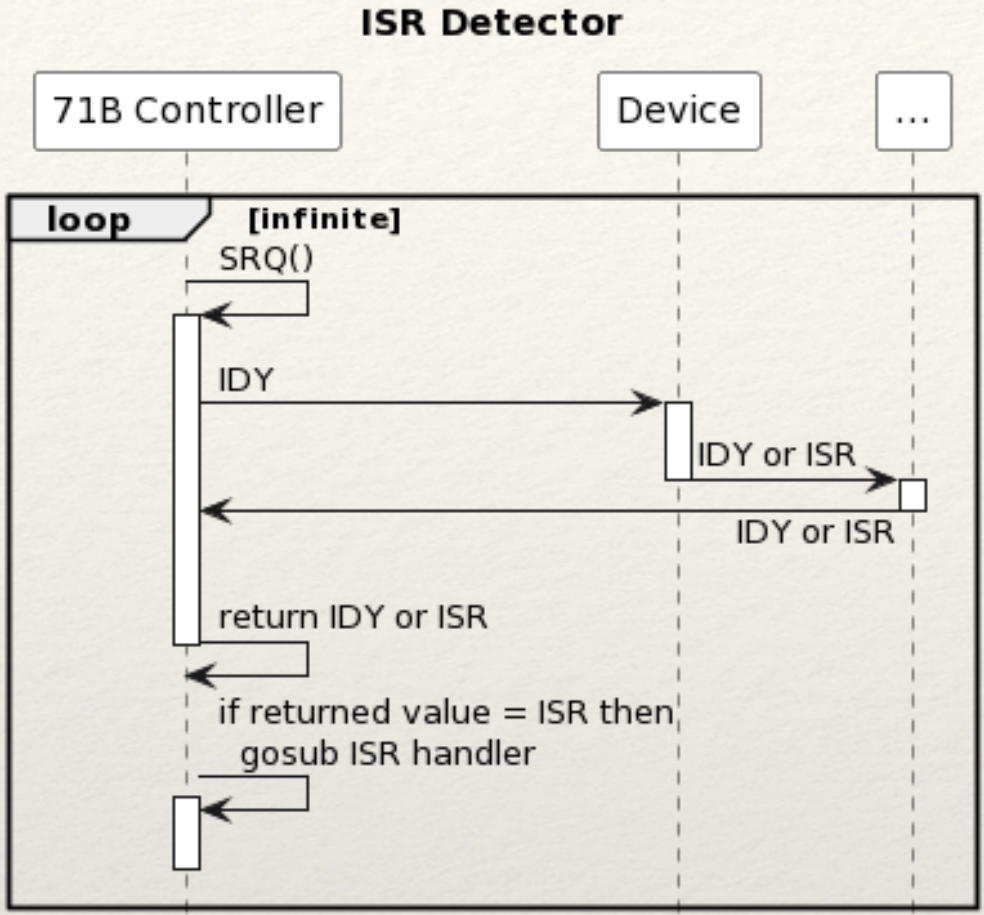 ISR Detector
71B Controller
Device
...
loop
[infinite]
SRQ()
IDY
IDY or ISR
IDY or ISR
return IDY or ISR
if returned value = ISR then
gosub ISR handler